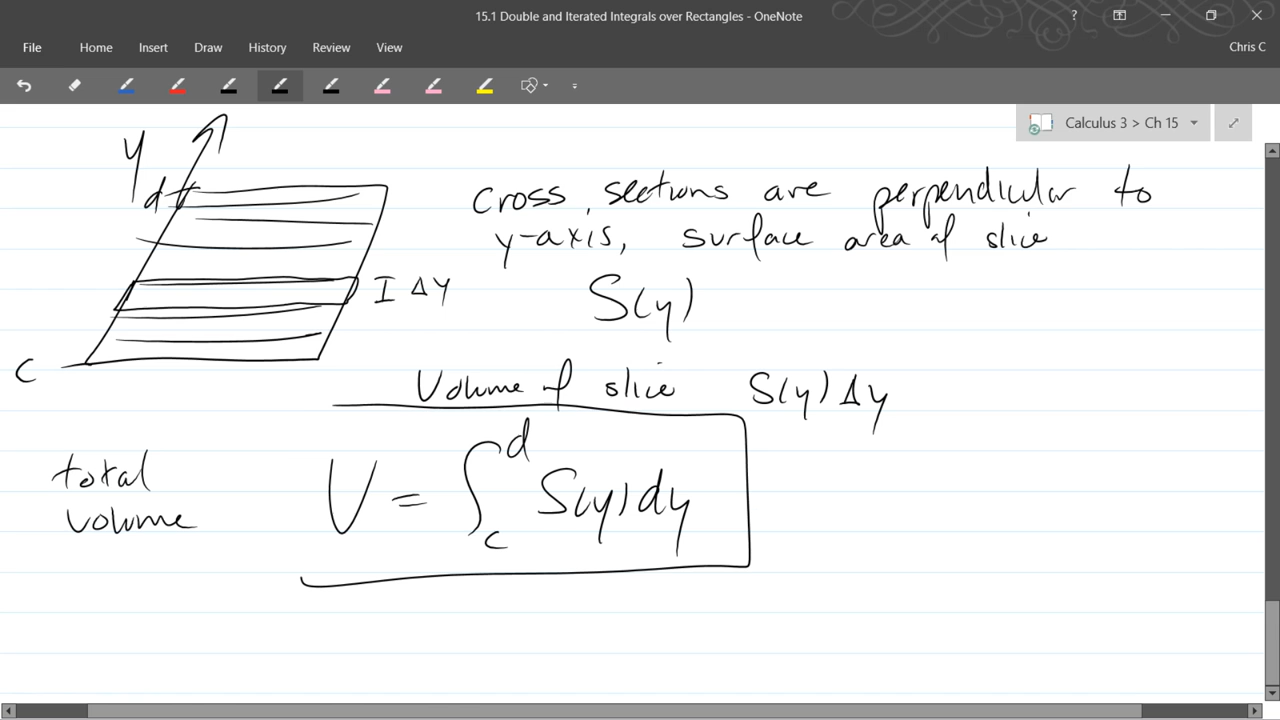 15.1 Double and Iterated Integrals over Rectangles - OneNote
?
File Home Insert Draw History Review View
Chris C
Calculus 3 > Ch 15
y
d
cross sections are perpendicular to
y-axis, surface area of slice
I Δy
S(y)
c
Volume of slice S(y) Δy
total
volume
V = ∫_c^d S(y) dy